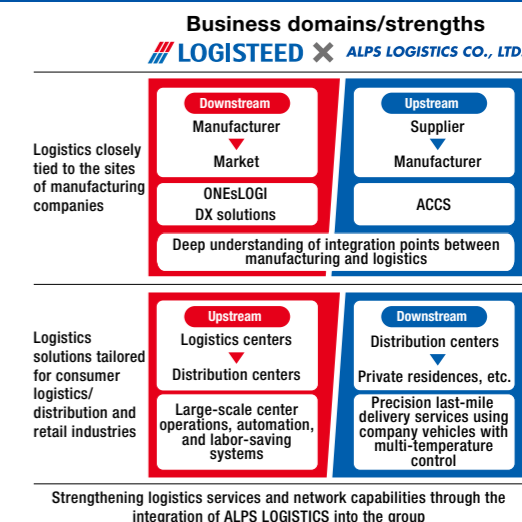 Business domains/strengths
LOGISTEED × ALPS LOGISTICS CO., LTD.
Logistics closely
tied to the sites
of manufacturing
companies
Downstream
Manufacturer
Market
ONEsLOGI
DX solutions
Upstream
Supplier
Manufacturer
ACCS
Deep understanding of integration points between
manufacturing and logistics
Logistics
solutions tailored
for consumer
logistics/
distribution and
retail industries
Upstream
Logistics centers
Distribution centers
Large-scale center
operations, automation,
and labor-saving
systems
Downstream
Distribution centers
Private residences, etc.
Precision last-mile
delivery services using
company vehicles with
multi-temperature
control
Strengthening logistics services and network capabilities through the
integration of ALPS LOGISTICS into the group